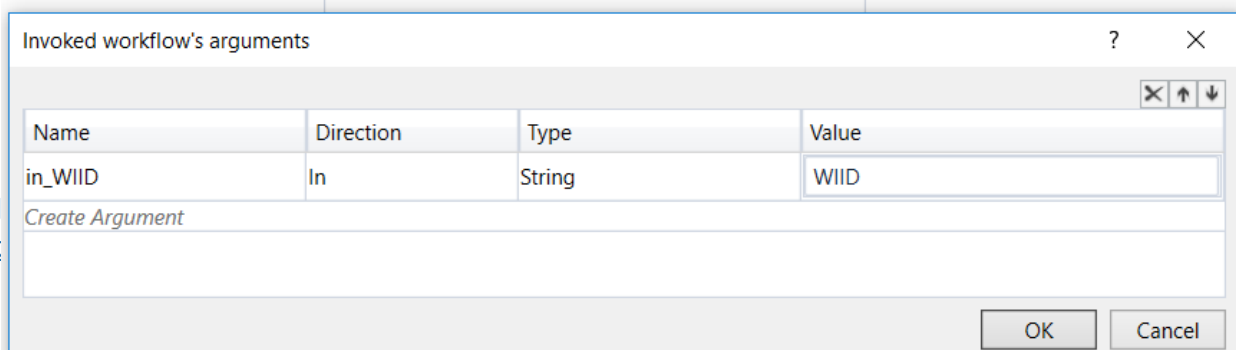 Invoked workflow's arguments ?
Name Direction Type Value
in_WIID In String WIID
Create Argument
OK Cancel